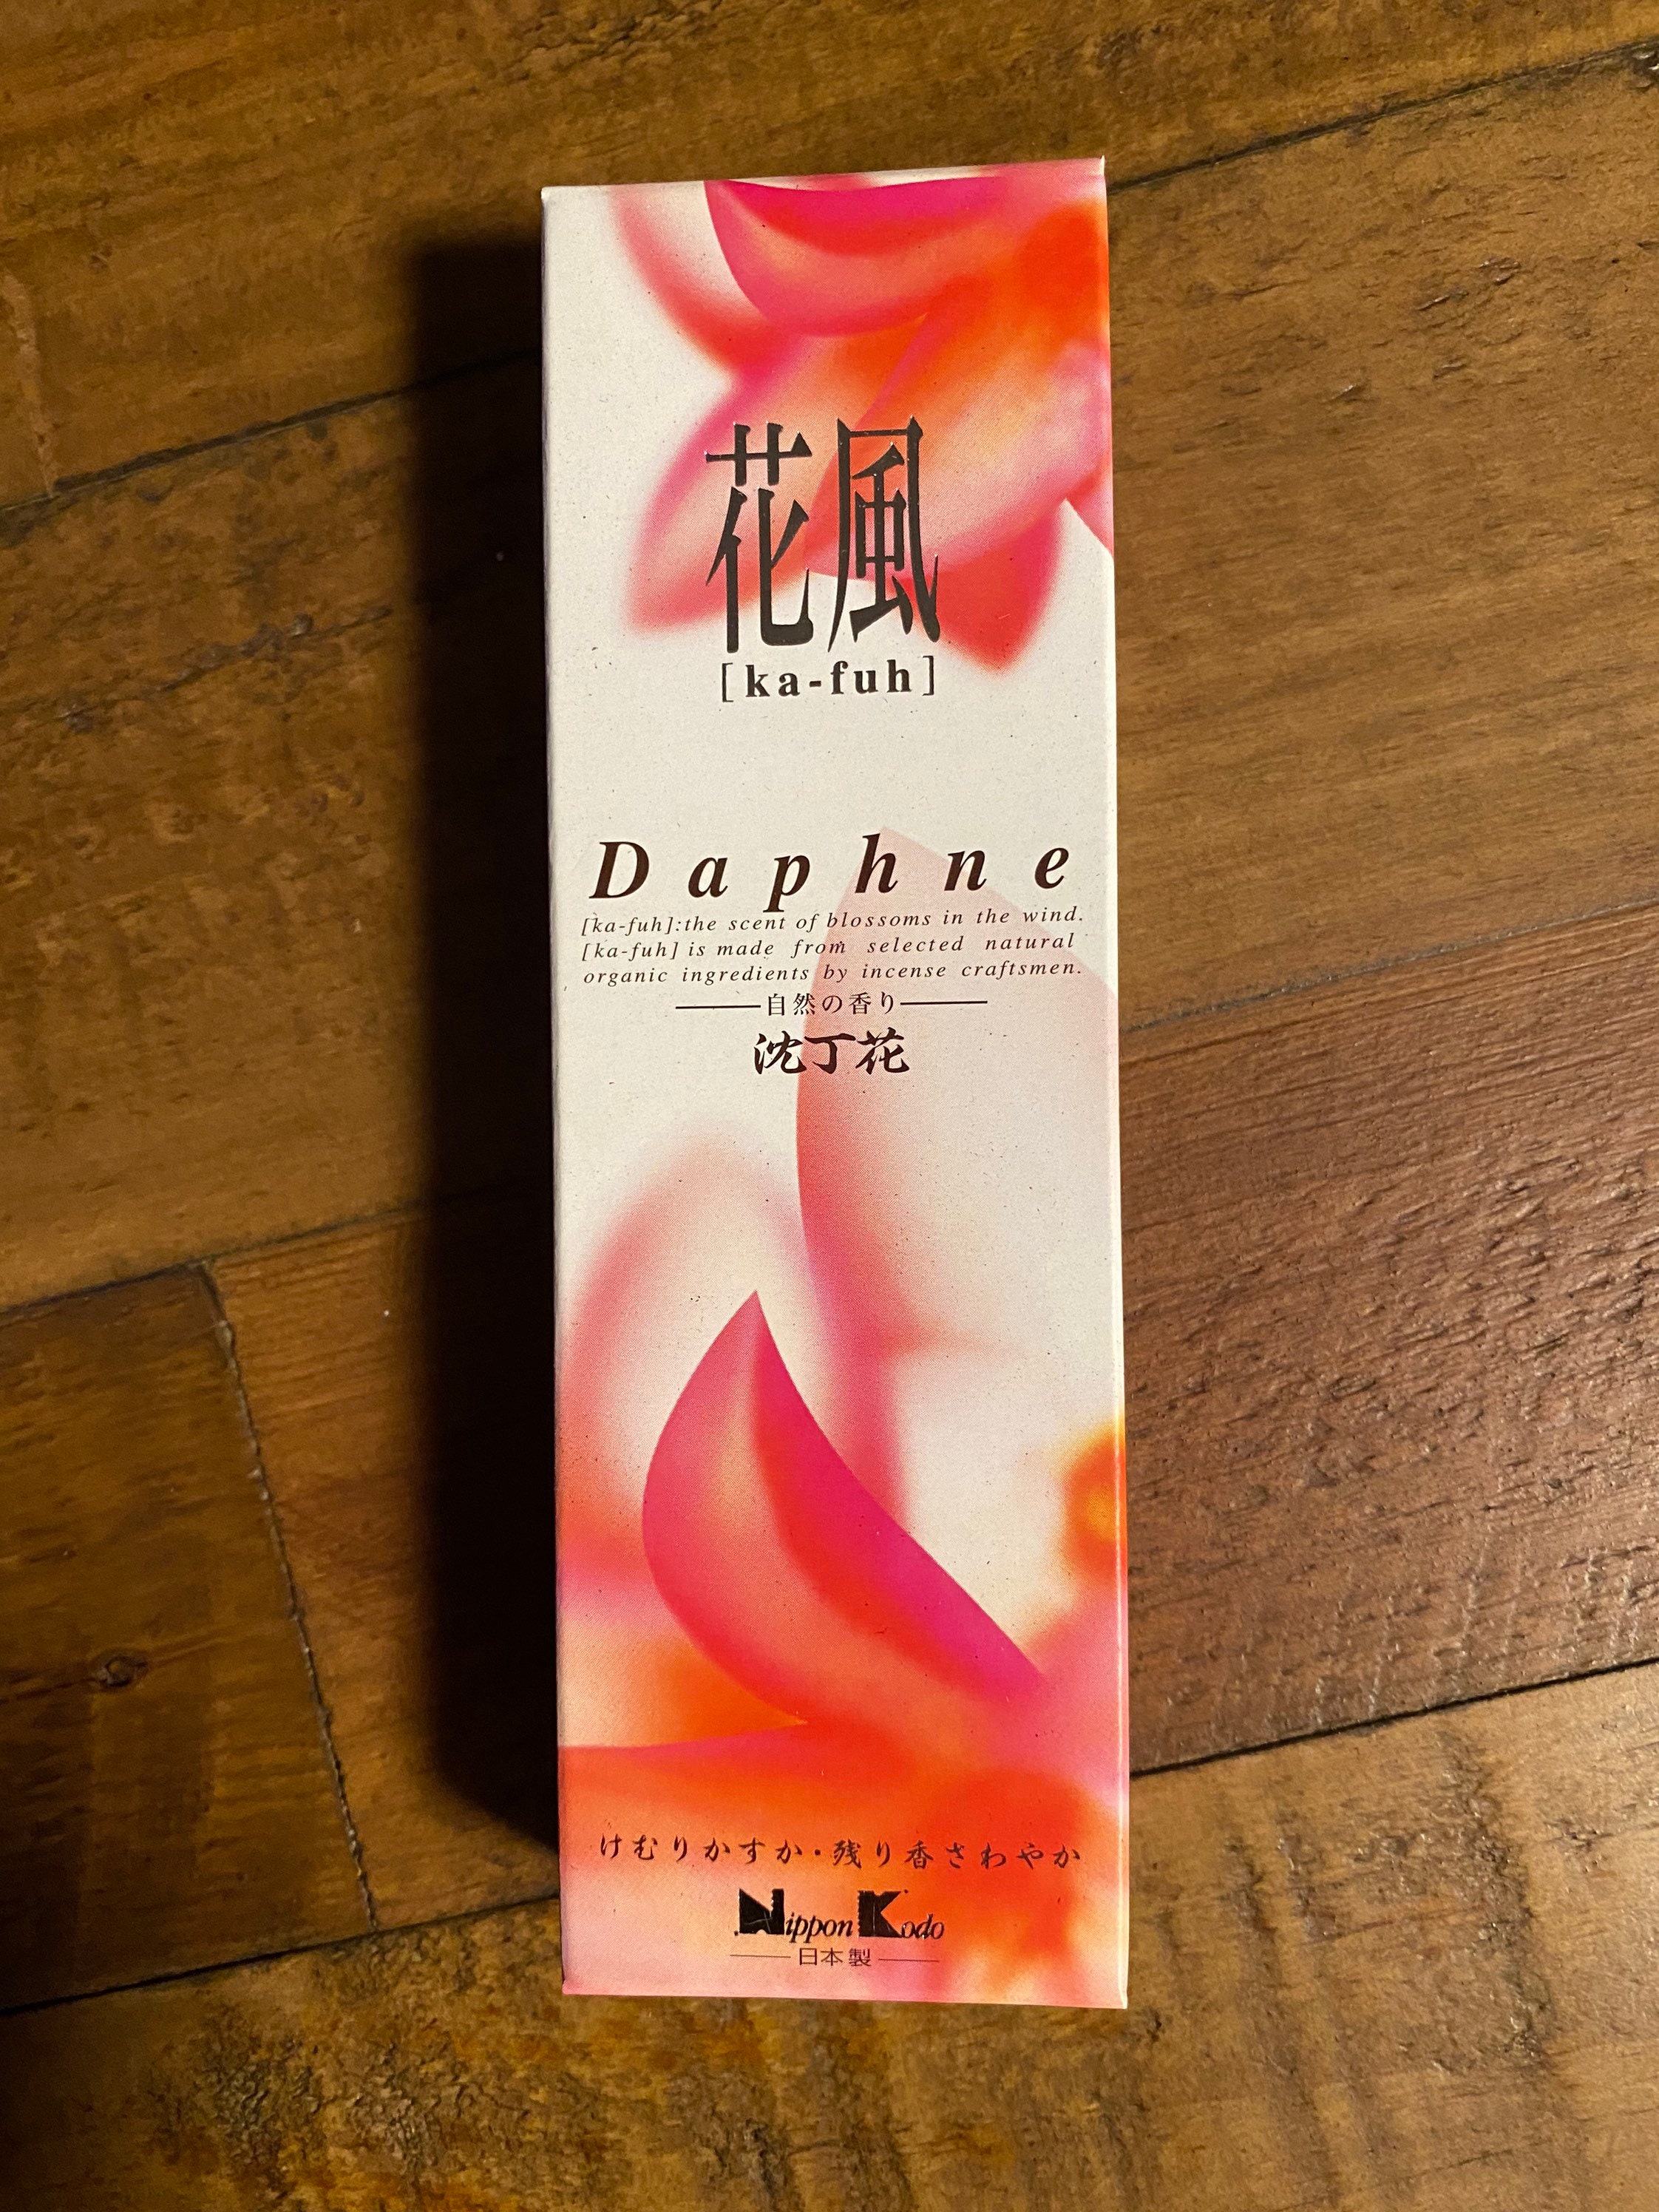 花風
[ka-fuh]
Daphne
[ka-fuh]:the scent of blossoms in the wind.
[ka-fuh] is made from selected natural
organic ingredients by incense craftsmen.
自然の香り
沈丁花
けむりかすか・残り香さわやか
Nippon Kodo
日本製